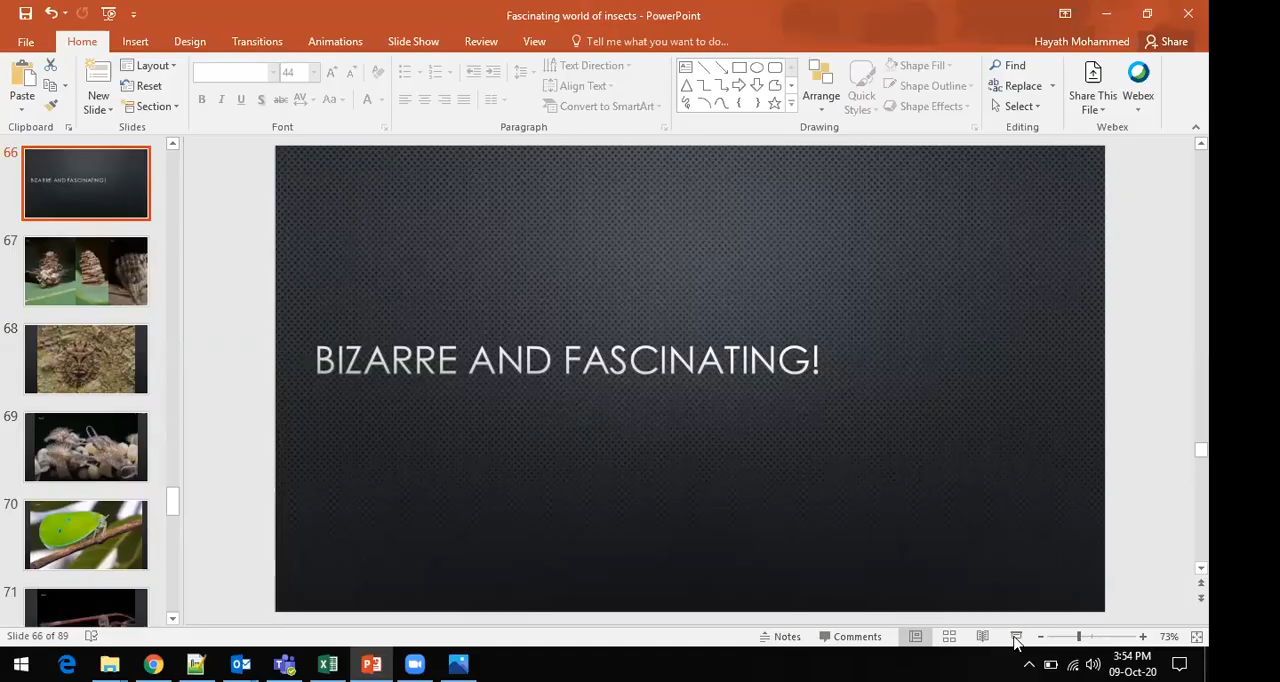 Fascinating world of insects - PowerPoint
File Home Insert Design Transitions Animations Slide Show Review View Tell me what you want to do... Hayath Mohammed Share
Paste
New Slide
Layout
Reset
Section
44
B I U S abc AV Aa A
Text Direction
Align Text
Convert to SmartArt
Arrange
Quick Styles
Shape Fill
Shape Outline
Shape Effects
Find
Replace
Select
Share This File
Webex
Clipboard Slides Font Paragraph Drawing Editing Webex
66
BIZARRE AND FASCINATING!
67
68
69
70
71
BIZARRE AND FASCINATING!
Slide 66 of 89 Notes Comments 73%
3:54 PM
09-Oct-20